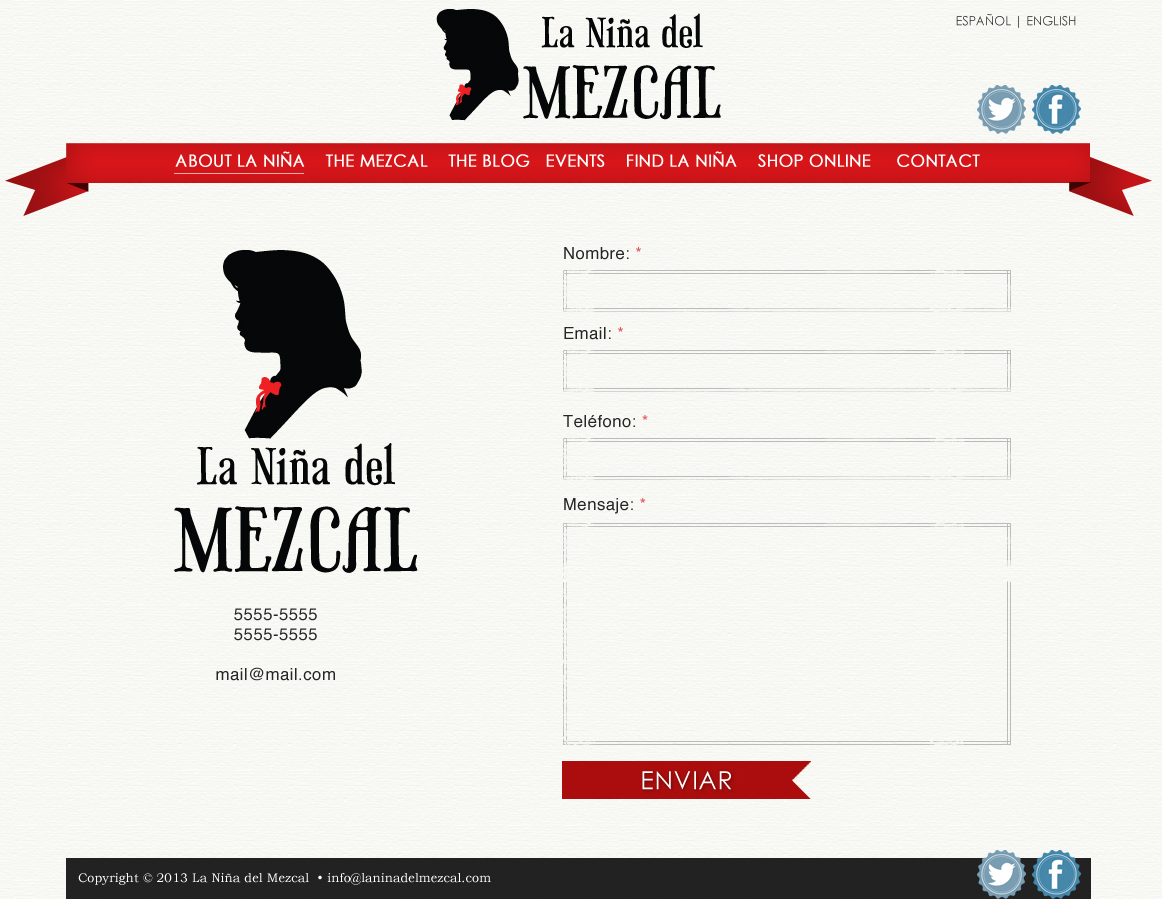 La Niña del
MEZCAL
ESPAÑOL | ENGLISH
ABOUT LA NIÑA THE MEZCAL THE BLOG EVENTS FIND LA NIÑA SHOP ONLINE CONTACT
La Niña del
MEZCAL
5555-5555
5555-5555
mail@mail.com
Nombre: *
Email: *
Teléfono: *
Mensaje: *
ENVIAR
Copyright © 2013 La Niña del Mezcal • info@laninadelmezcal.com